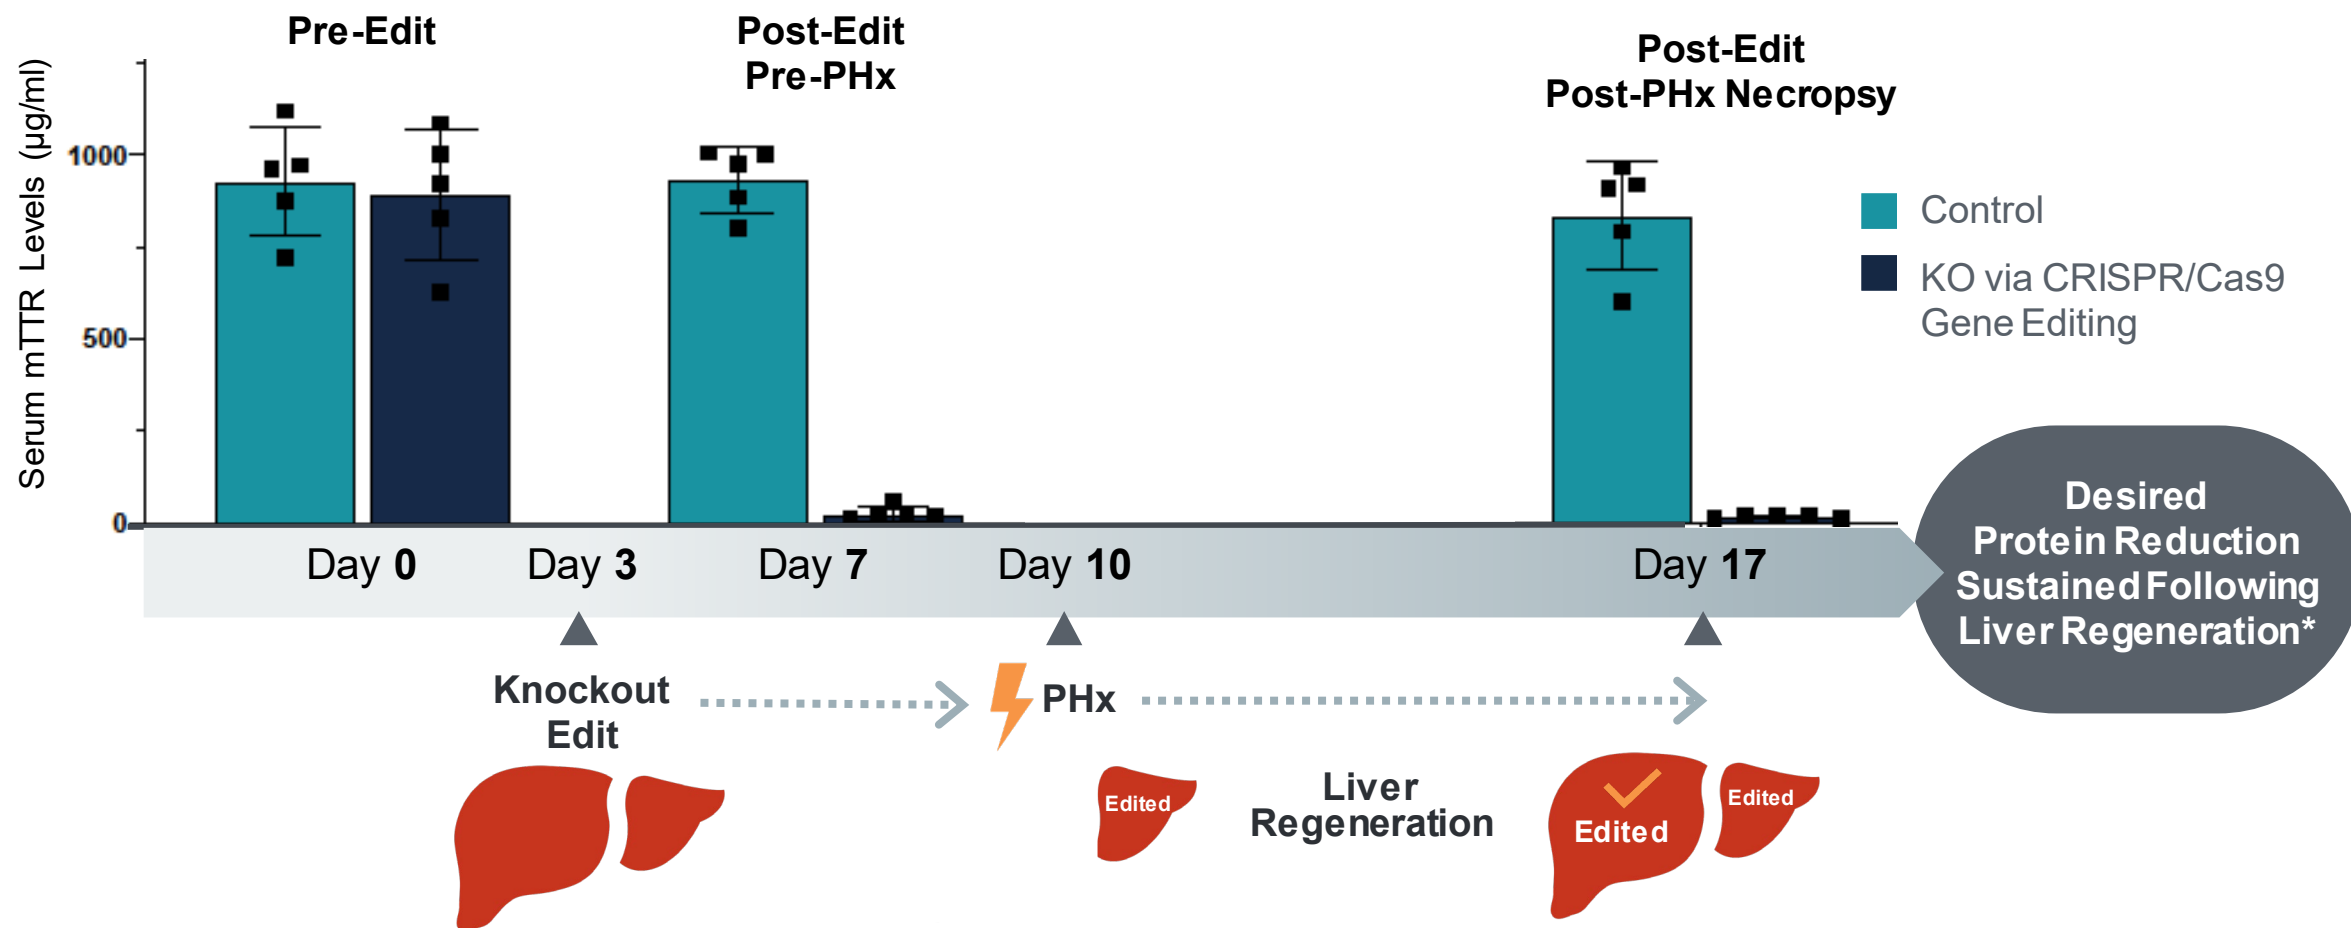 Pre-Edit
Post-Edit
Pre-PHx
Post-Edit
Post-PHx Necropsy
Serum mTTR Levels (µg/ml)
1000
500
0
Control
KO via CRISPR/Cas9
Gene Editing
Day 0
Day 3
Day 7
Day 10
Day 17
Desired
Protein Reduction
Sustained Following
Liver Regeneration*
Knockout
Edit
PHx
Edited
Liver
Regeneration
Edited
Edited